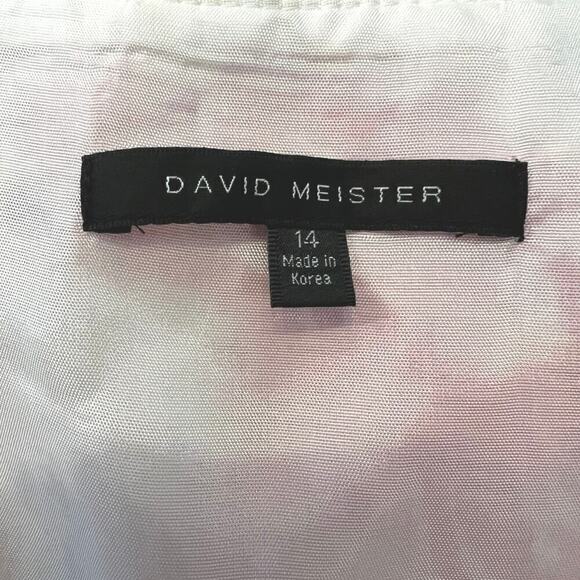 DAVID MEISTER
14
Made in
Korea